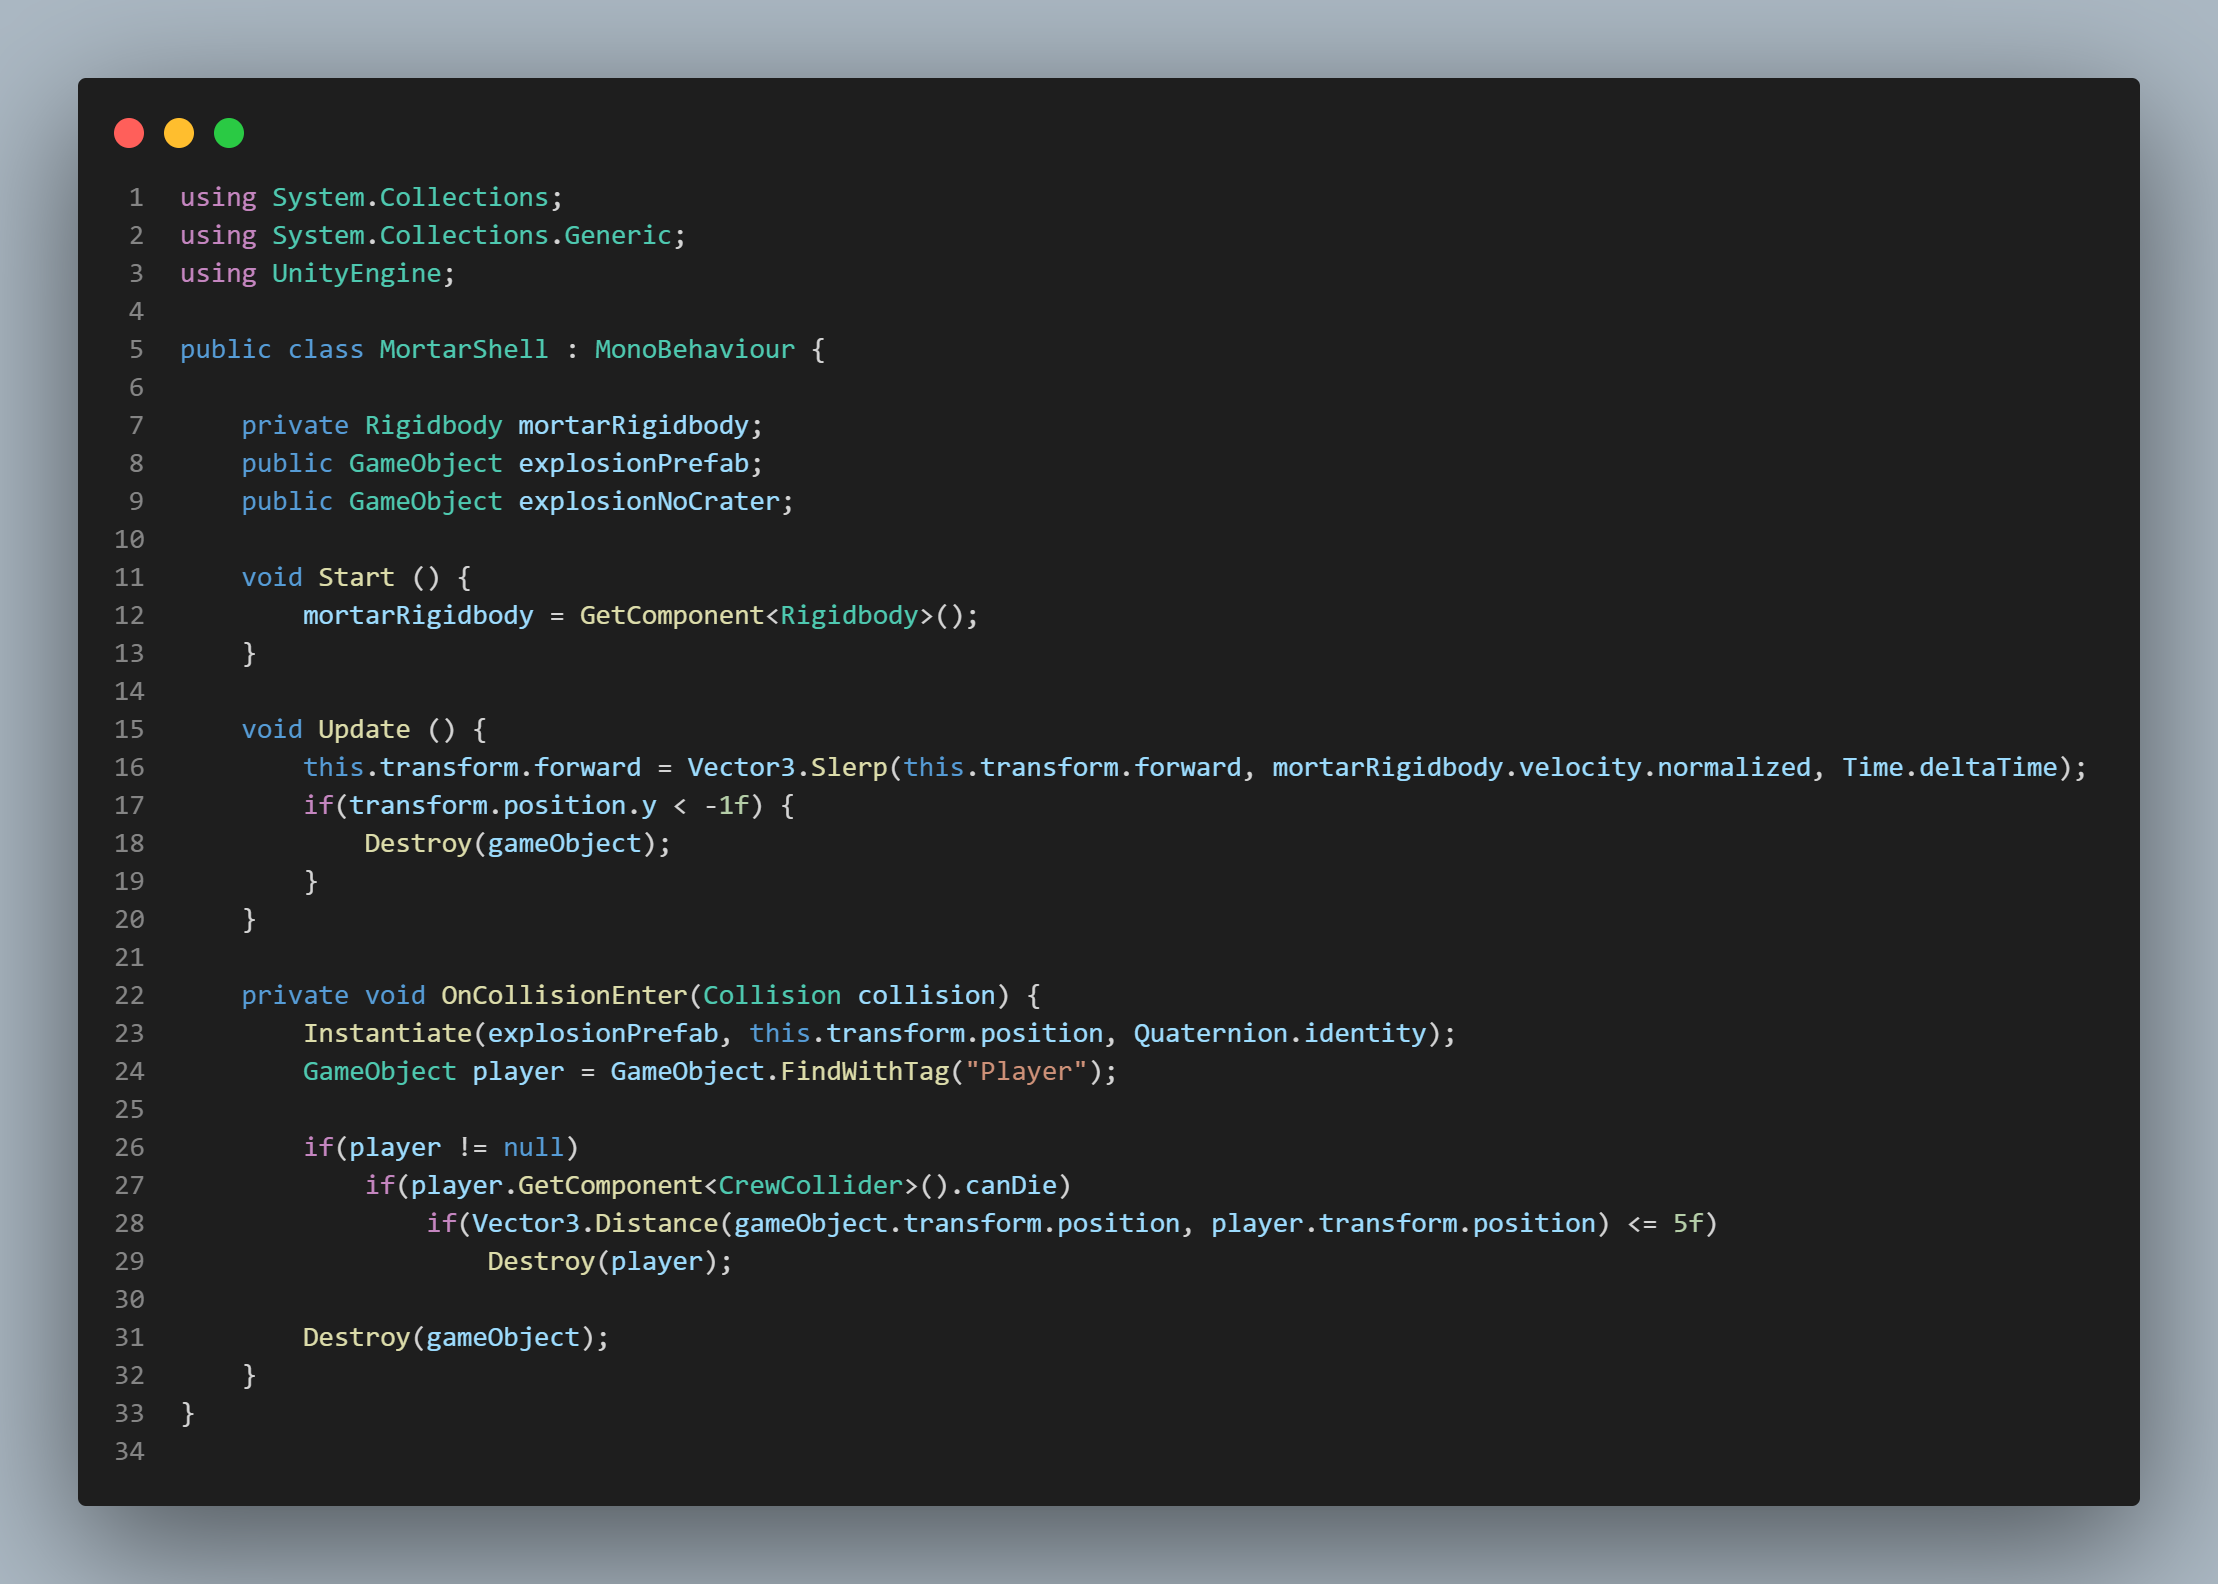 1 using System.Collections;
2 using System.Collections.Generic;
3 using UnityEngine;
4
5 public class MortarShell : MonoBehaviour {
6
7     private Rigidbody mortarRigidbody;
8     public GameObject explosionPrefab;
9     public GameObject explosionNoCrater;
10
11     void Start () {
12         mortarRigidbody = GetComponent<Rigidbody>();
13     }
14
15     void Update () {
16         this.transform.forward = Vector3.Slerp(this.transform.forward, mortarRigidbody.velocity.normalized, Time.deltaTime);
17         if(transform.position.y < -1f) {
18             Destroy(gameObject);
19         }
20     }
21
22     private void OnCollisionEnter(Collision collision) {
23         Instantiate(explosionPrefab, this.transform.position, Quaternion.identity);
24         GameObject player = GameObject.FindWithTag("Player");
25
26         if(player != null)
27             if(player.GetComponent<CrewCollider>().canDie)
28                 if(Vector3.Distance(gameObject.transform.position, player.transform.position) <= 5f)
29                     Destroy(player);
30
31         Destroy(gameObject);
32     }
33 }
34